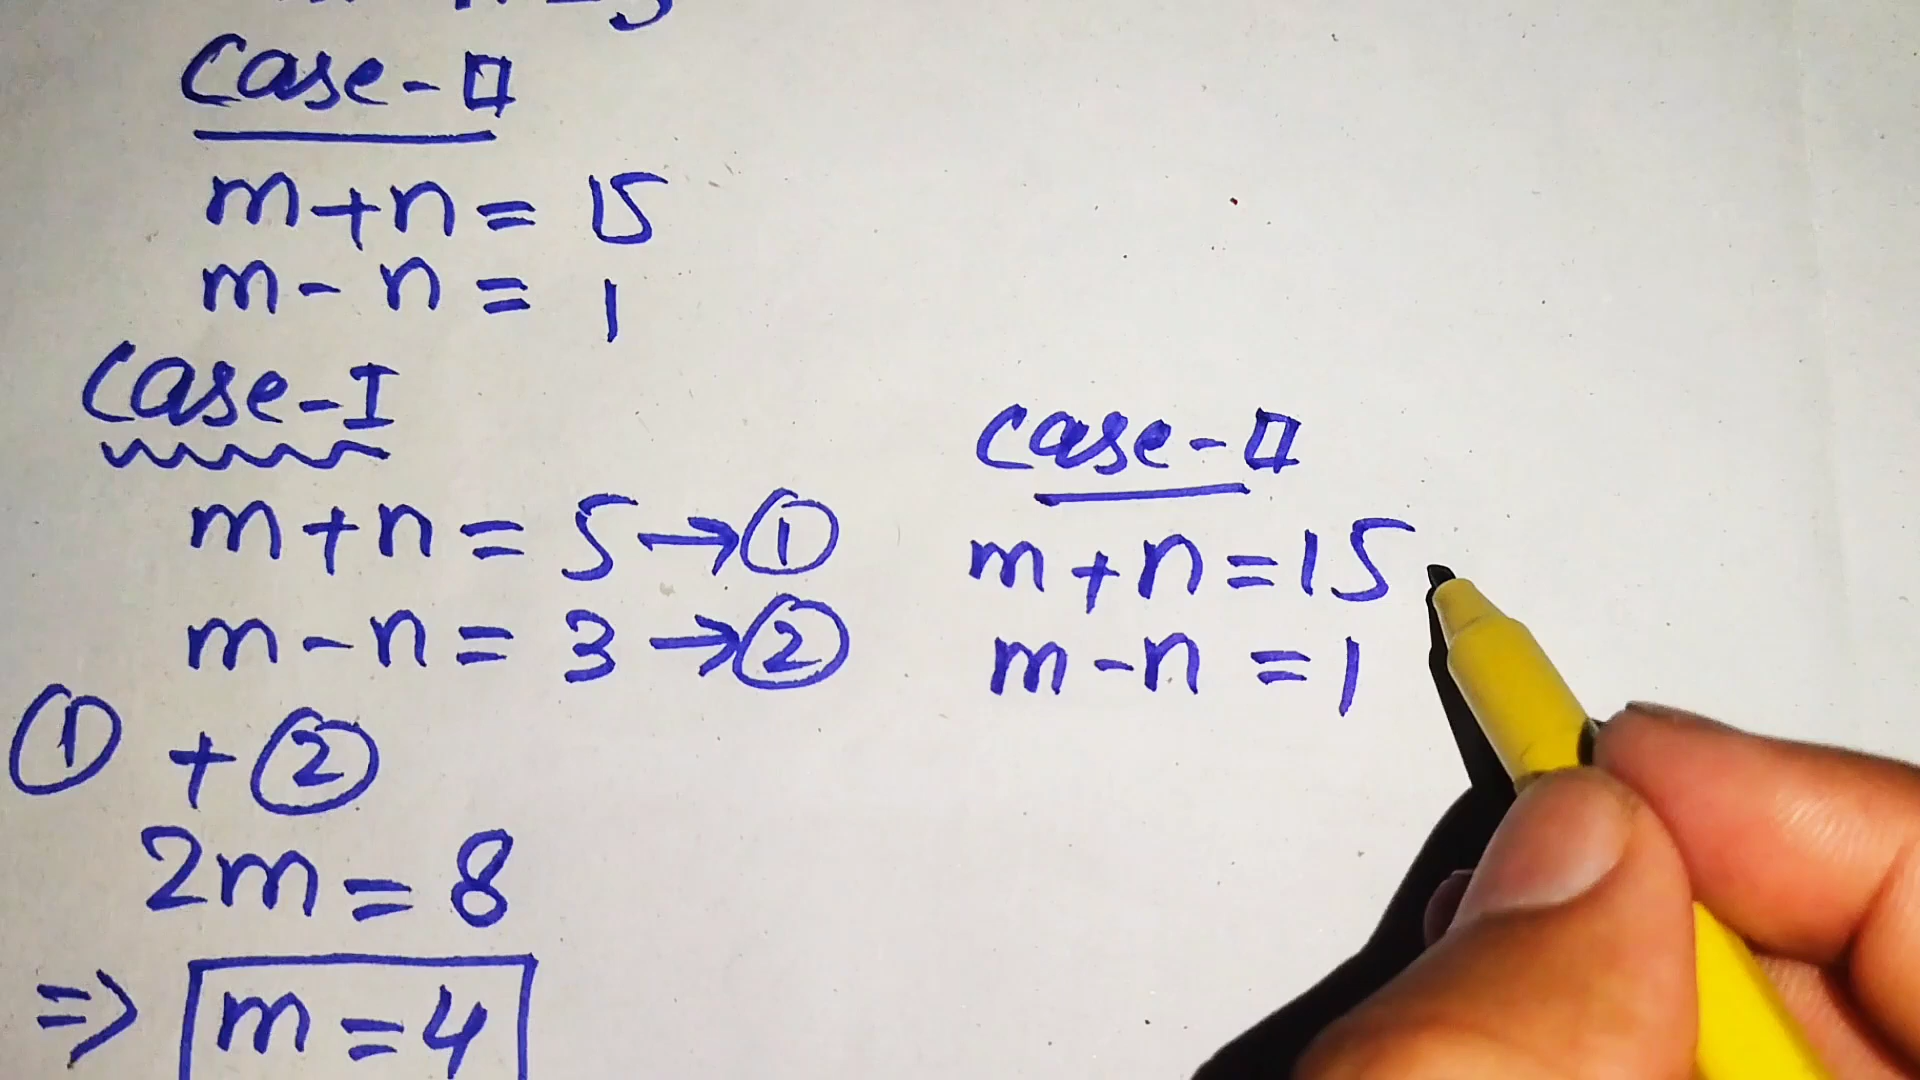 Case-II
m+n = 15
m-n = 1
Case-I
m+n = 5 → ①
m-n = 3 → ②
① + ②
2m = 8
⇒ m = 4
Case-II
m+n = 15
m-n = 1